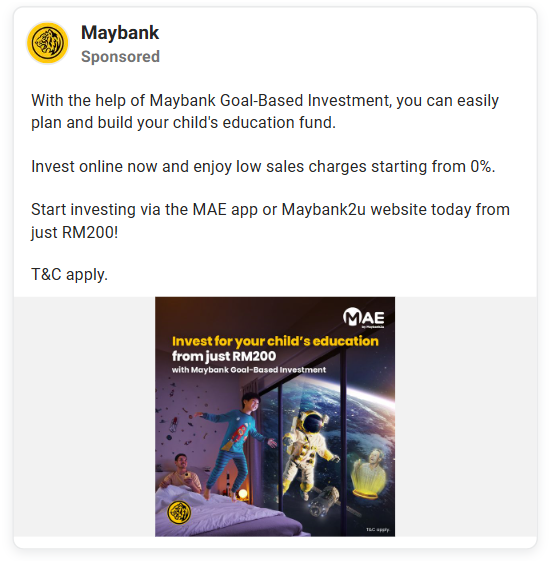 Maybank
Sponsored
With the help of Maybank Goal-Based Investment, you can easily
plan and build your child's education fund.
Invest online now and enjoy low sales charges starting from 0%.
Start investing via the MAE app or Maybank2u website today from
just RM200!
T&C apply.
MAE
by Maybank2u
Invest for your child's education
from just RM200
with Maybank Goal-Based Investment
T&C apply.